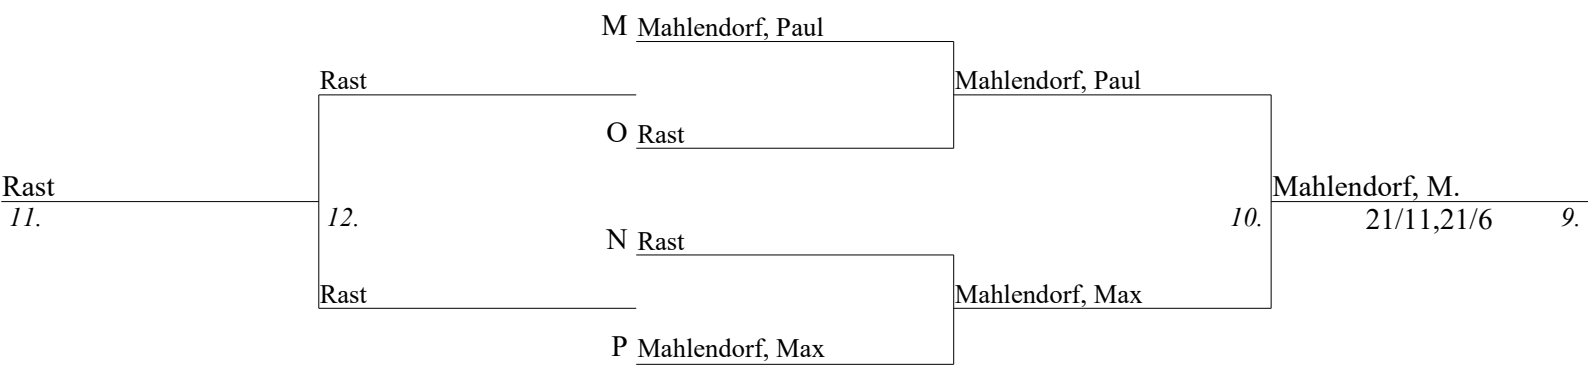 M Mahlendorf, Paul
Rast
Mahlendorf, Paul
O Rast
Rast
Mahlendorf, M.
11.
12.
10.
21/11,21/6
9.
N Rast
Rast
Mahlendorf, Max
P Mahlendorf, Max